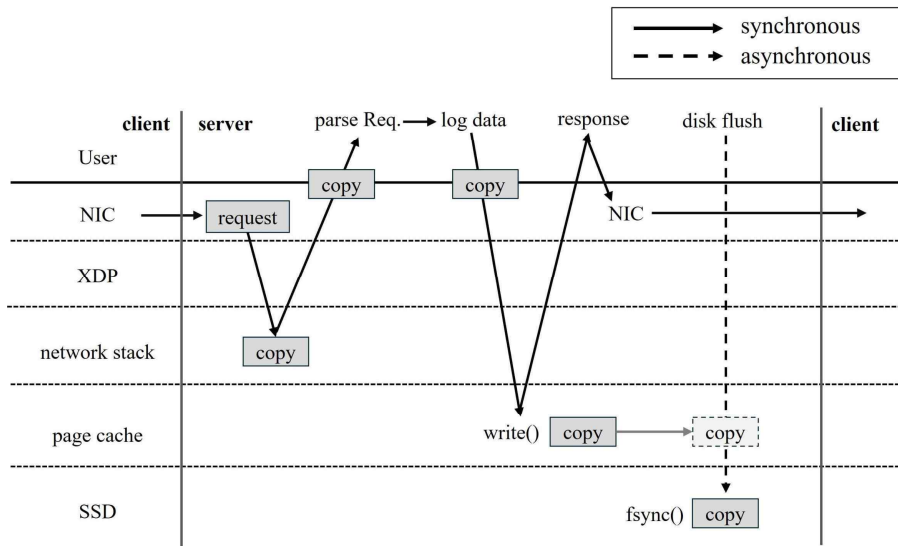 synchronous
asynchronous
client server parse Req. log data response disk flush client
User
copy copy
NIC request NIC
XDP
network stack copy
page cache write() copy copy
SSD fsync() copy